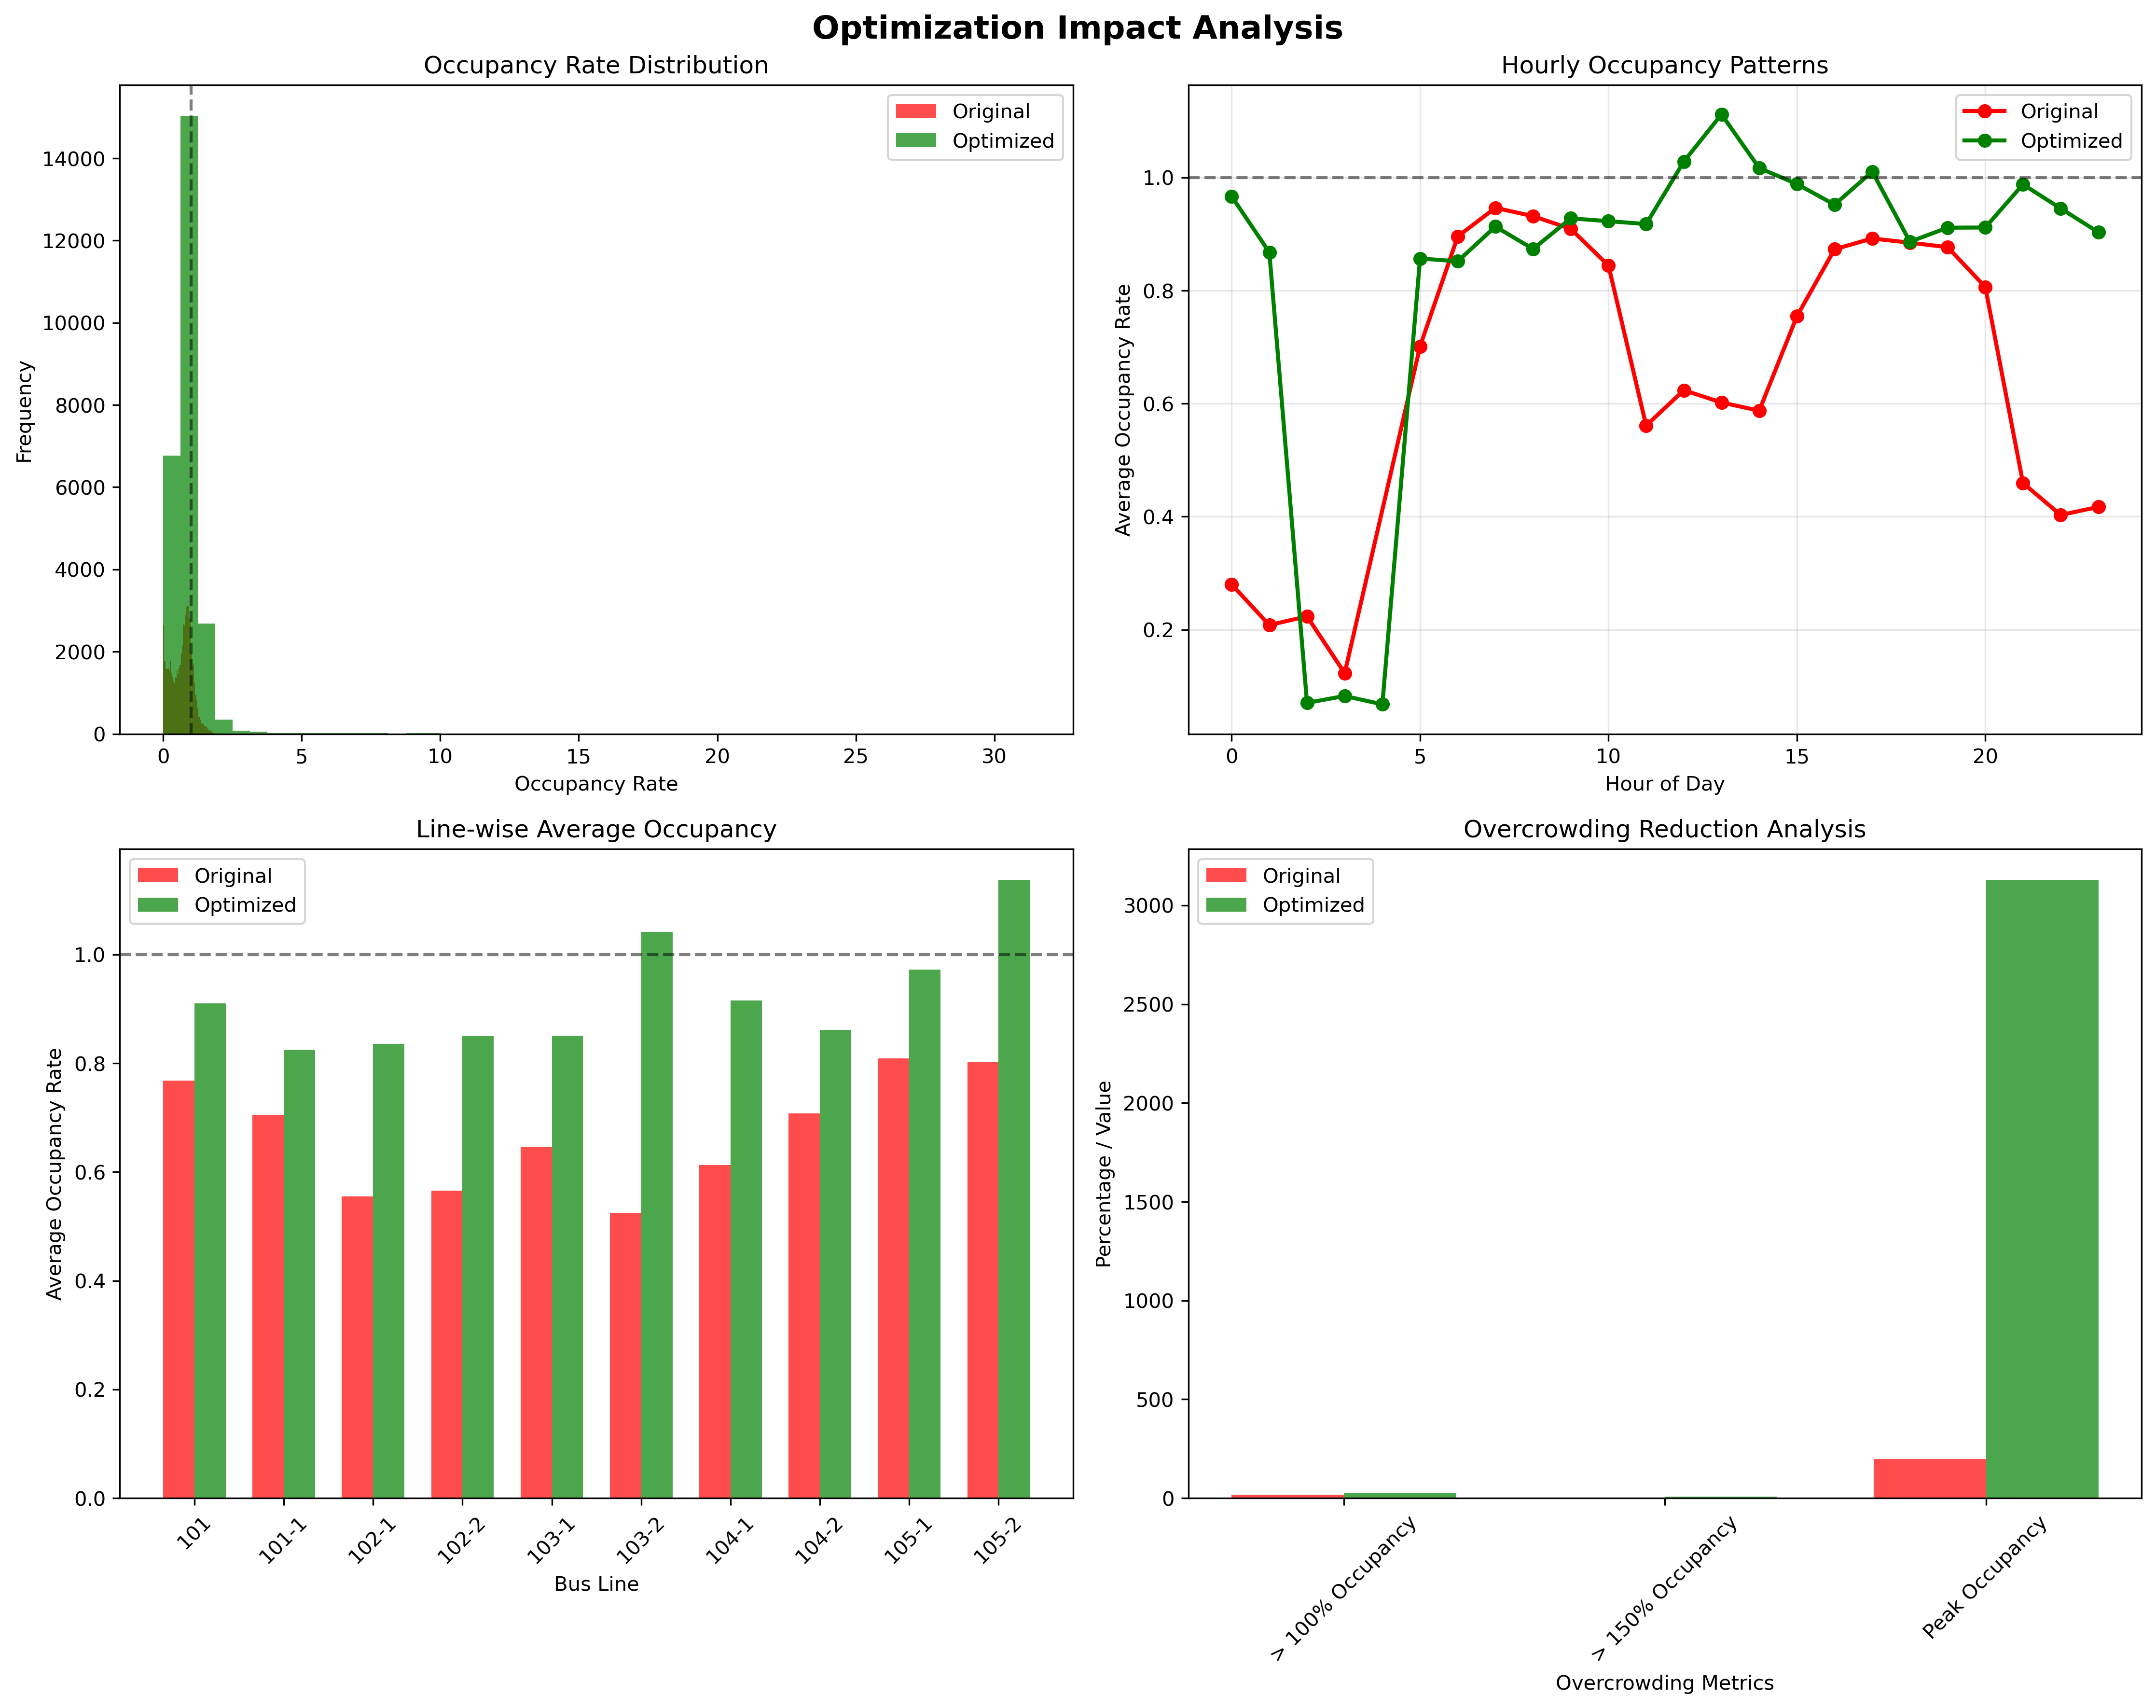 Optimization Impact Analysis
Occupancy Rate Distribution
Original
Optimized
14000
12000
10000
8000
6000
4000
2000
0
Frequency
0 5 10 15 20 25 30
Occupancy Rate
Hourly Occupancy Patterns
Original
Optimized
1.0
0.8
0.6
0.4
0.2
Average Occupancy Rate
0 5 10 15 20
Hour of Day
Line-wise Average Occupancy
Original
Optimized
1.0
0.8
0.6
0.4
0.2
0.0
Average Occupancy Rate
101 101-1 102-1 102-2 103-1 103-2 104-1 104-2 105-1 105-2
Bus Line
Overcrowding Reduction Analysis
Original
Optimized
3000
2500
2000
1500
1000
500
0
Percentage / Value
> 100% Occupancy
> 150% Occupancy
Peak Occupancy
Overcrowding Metrics